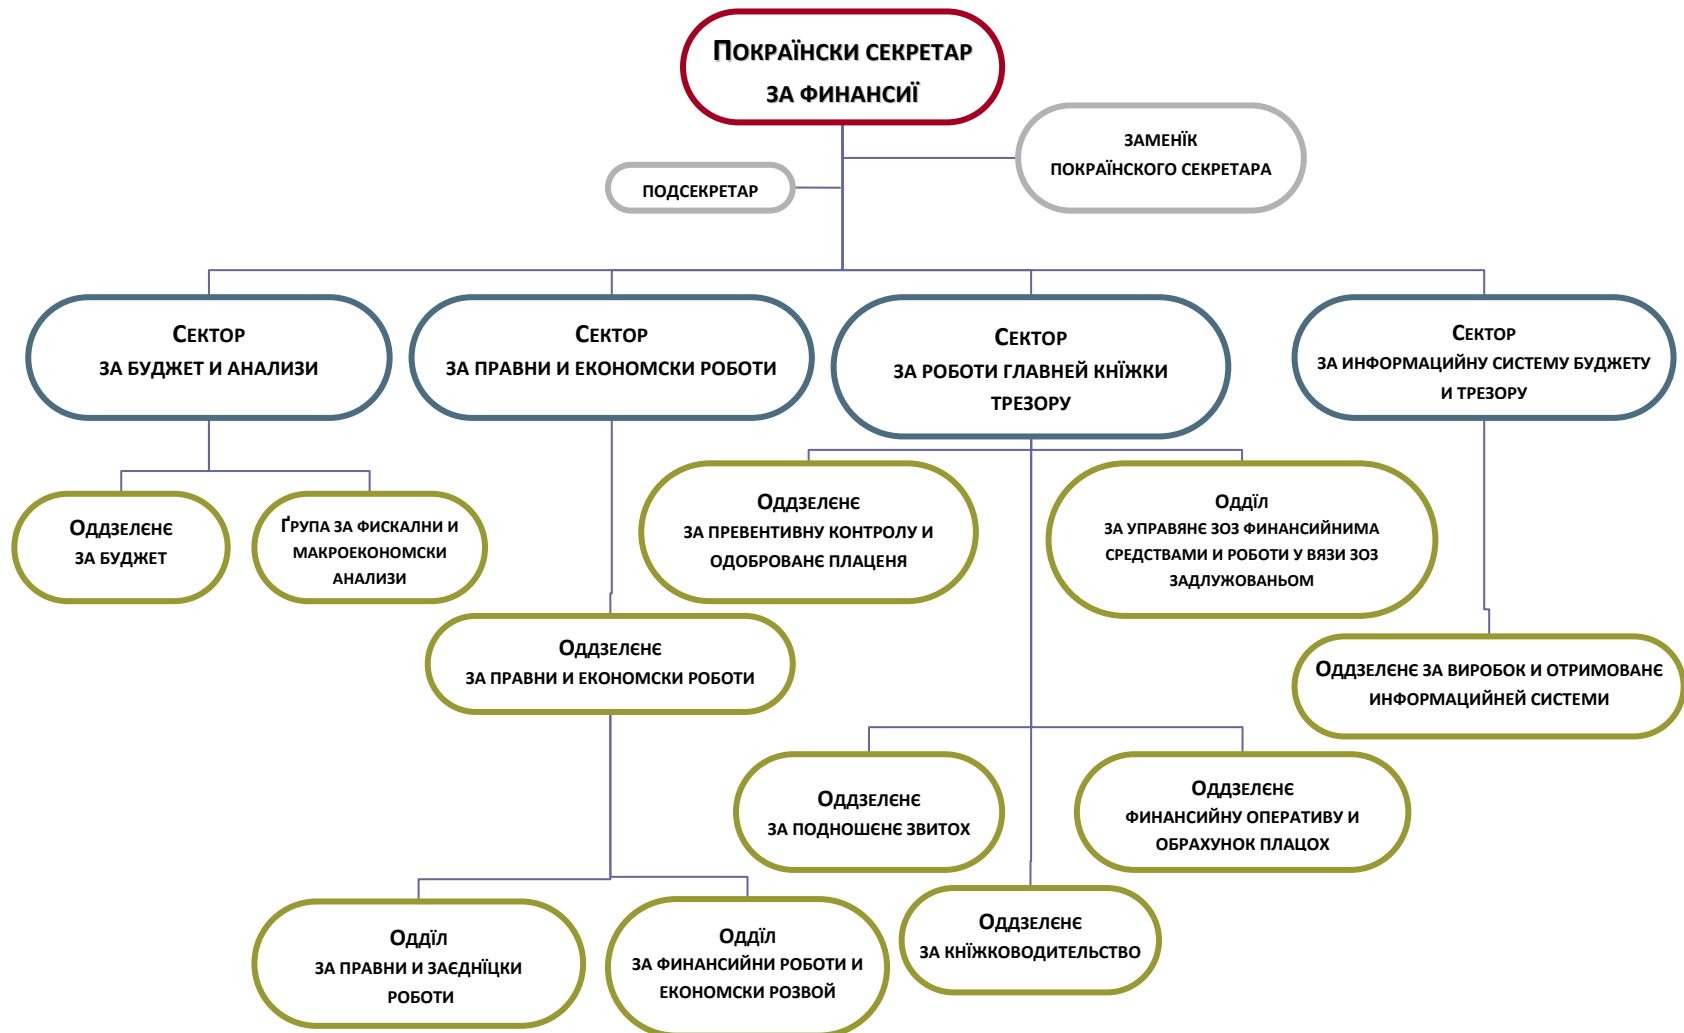 ПОКРАЇНСКИ СЕКРЕТАР
ЗА ФИНАНСИЇ
ЗАМЕНЇК
ПОКРАЇНСКОГО СЕКРЕТАРА
ПОДСЕКРЕТАР
СЕКТОР
ЗА БУДЖЕТ И АНАЛИЗИ
СЕКТОР
ЗА ПРАВНИ И ЕКОНОМСКИ РОБОТИ
СЕКТОР
ЗА РОБОТИ ГЛАВНЕЙ КНЇЖКИ
ТРЕЗОРУ
СЕКТОР
ЗА ИНФОРМАЦИЙНУ СИСТЕМУ БУДЖЕТУ
И ТРЕЗОРУ
ОДДЗЕЛЄНЄ
ЗА БУДЖЕТ
ҐРУПА ЗА ФИСКАЛНИ И
МАКРОЕКОНОМСКИ
АНАЛИЗИ
ОДДЗЕЛЄНЄ
ЗА ПРЕВЕНТИВНУ КОНТРОЛУ И
ОДОБРОВАНЄ ПЛАЦЕНЯ
ОДДЇЛ
ЗА УПРАВЯНЄ ЗОЗ ФИНАНСИЙНИМА
СРЕДСТВАМИ И РОБОТИ У ВЯЗИ ЗОЗ
ЗАДЛУЖОВАНЬОМ
ОДДЗЕЛЄНЄ
ЗА ПРАВНИ И ЕКОНОМСКИ РОБОТИ
ОДДЗЕЛЄНЄ ЗА ВИРОБОК И ОТРИМОВАНЄ
ИНФОРМАЦИЙНЕЙ СИСТЕМИ
ОДДЗЕЛЄНЄ
ЗА ПОДНОШЕНЄ ЗВИТОХ
ОДДЗЕЛЄНЄ
ФИНАНСИЙНУ ОПЕРАТИВУ И
ОБРАХУНОК ПЛАЦОХ
ОДДЇЛ
ЗА ПРАВНИ И ЗАЄДНЇЦКИ
РОБОТИ
ОДДЇЛ
ЗА ФИНАНСИЙНИ РОБОТИ И
ЕКОНОМСКИ РОЗВОЙ
ОДДЗЕЛЄНЄ
ЗА КНЇЖКОВОДИТЕЛЬСТВО